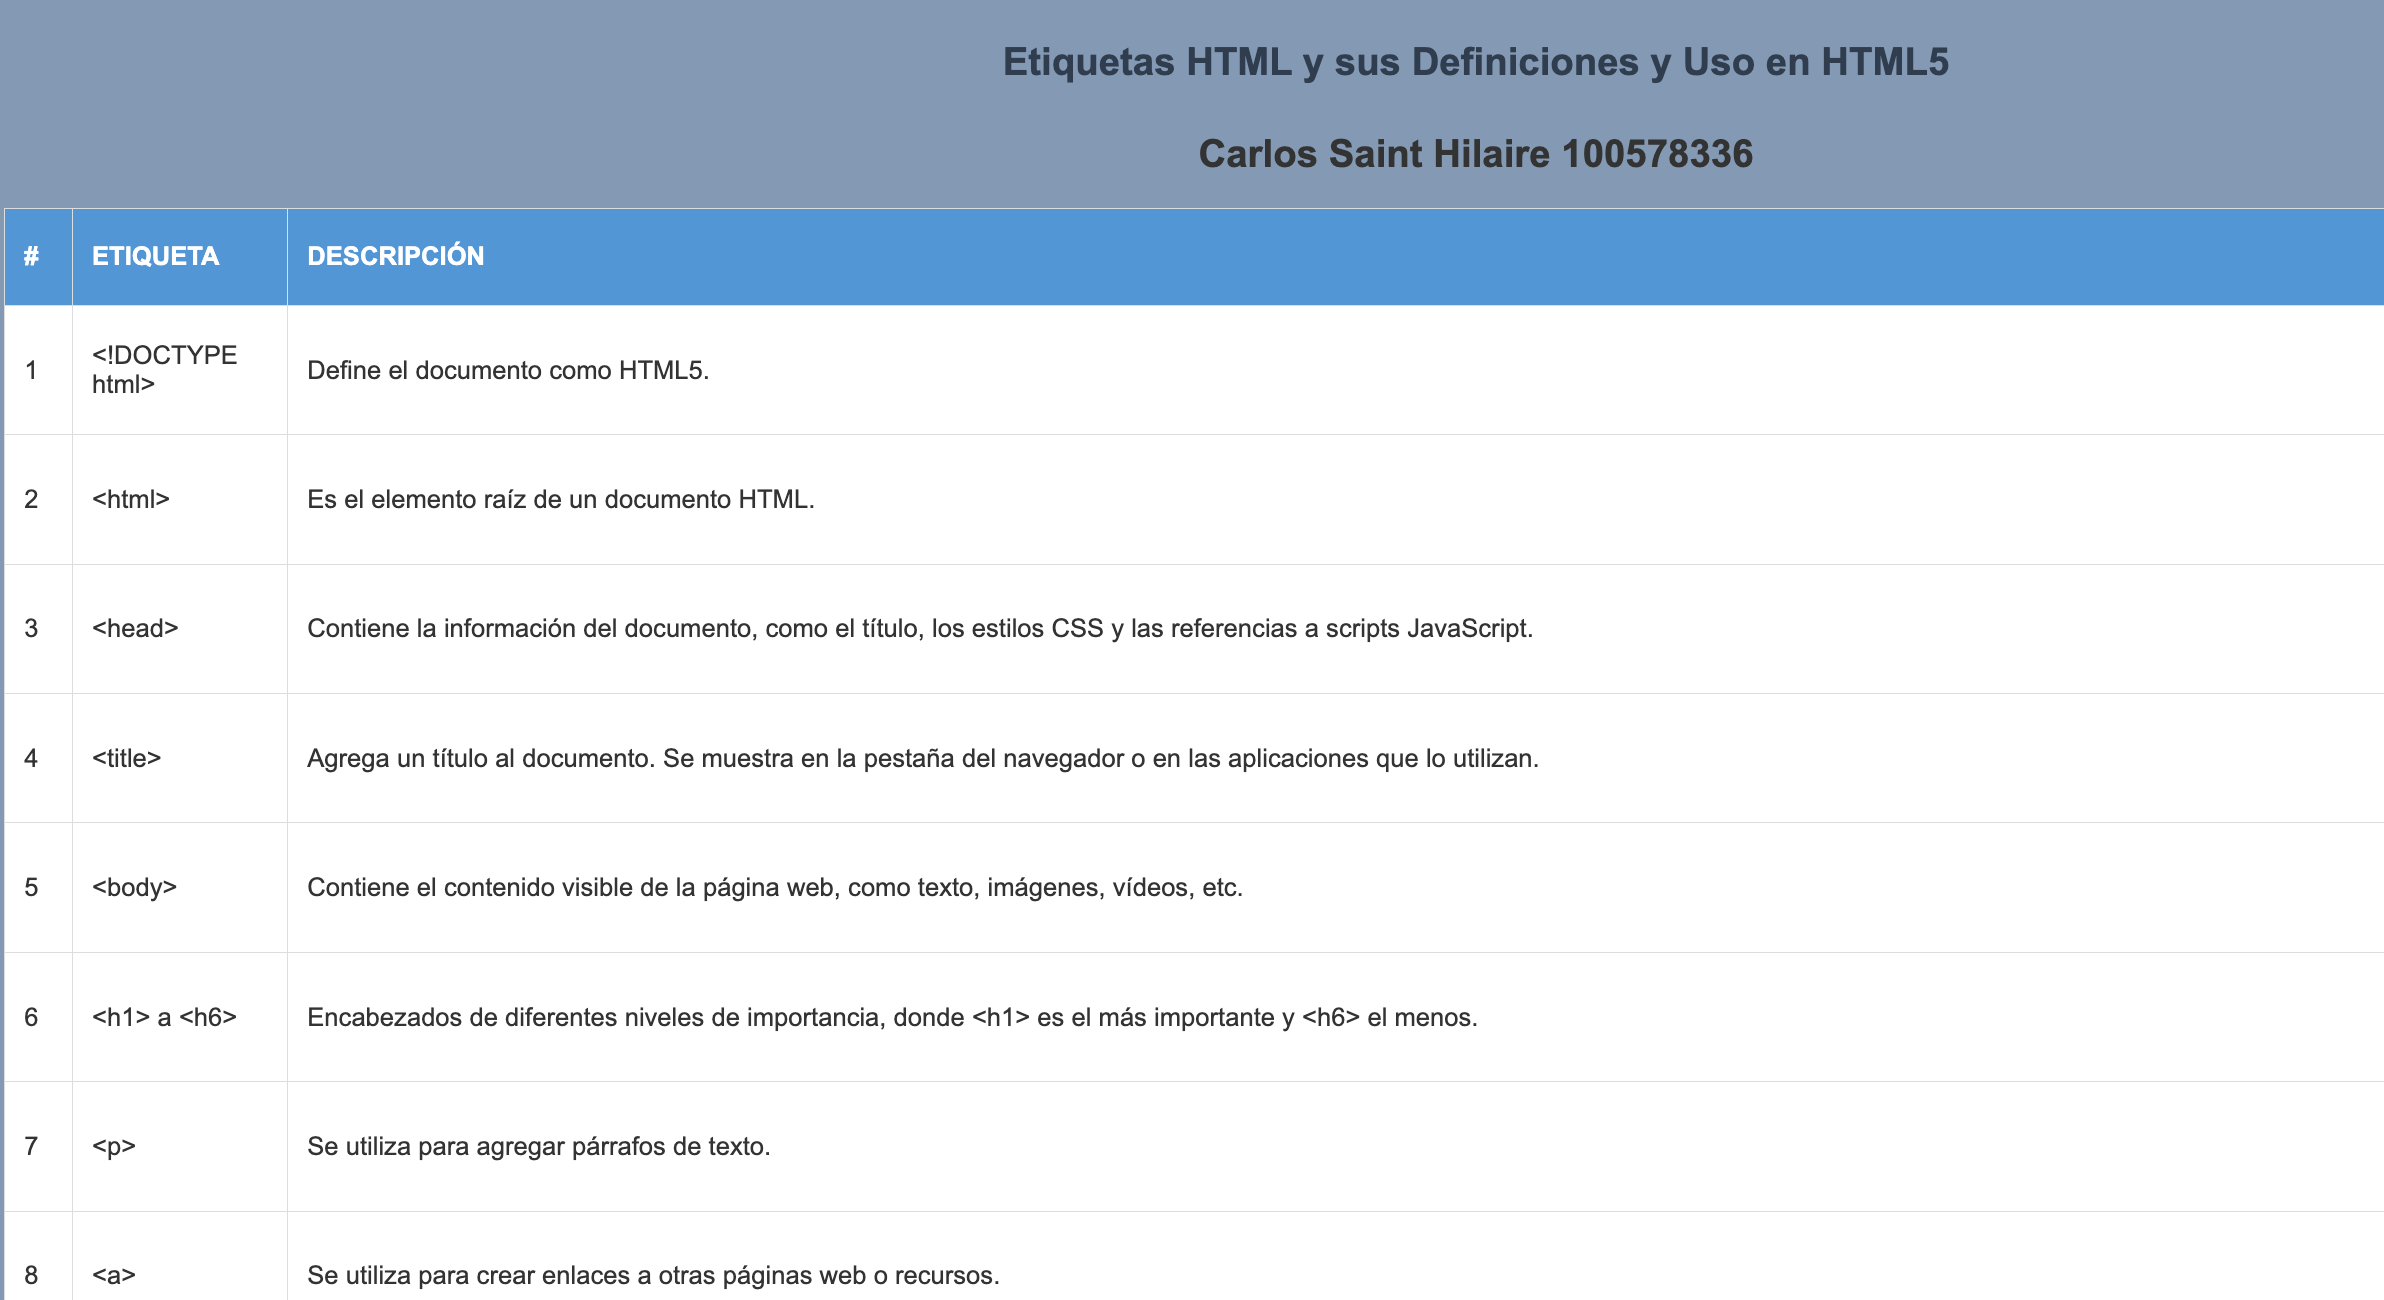 Etiquetas HTML y sus Definiciones y Uso en HTML5
Carlos Saint Hilaire 100578336
# ETIQUETA DESCRIPCIÓN
1 <!DOCTYPE html> Define el documento como HTML5.
2 <html> Es el elemento raíz de un documento HTML.
3 <head> Contiene la información del documento, como el título, los estilos CSS y las referencias a scripts JavaScript.
4 <title> Agrega un título al documento. Se muestra en la pestaña del navegador o en las aplicaciones que lo utilizan.
5 <body> Contiene el contenido visible de la página web, como texto, imágenes, vídeos, etc.
6 <h1> a <h6> Encabezados de diferentes niveles de importancia, donde <h1> es el más importante y <h6> el menos.
7 <p> Se utiliza para agregar párrafos de texto.
8 <a> Se utiliza para crear enlaces a otras páginas web o recursos.